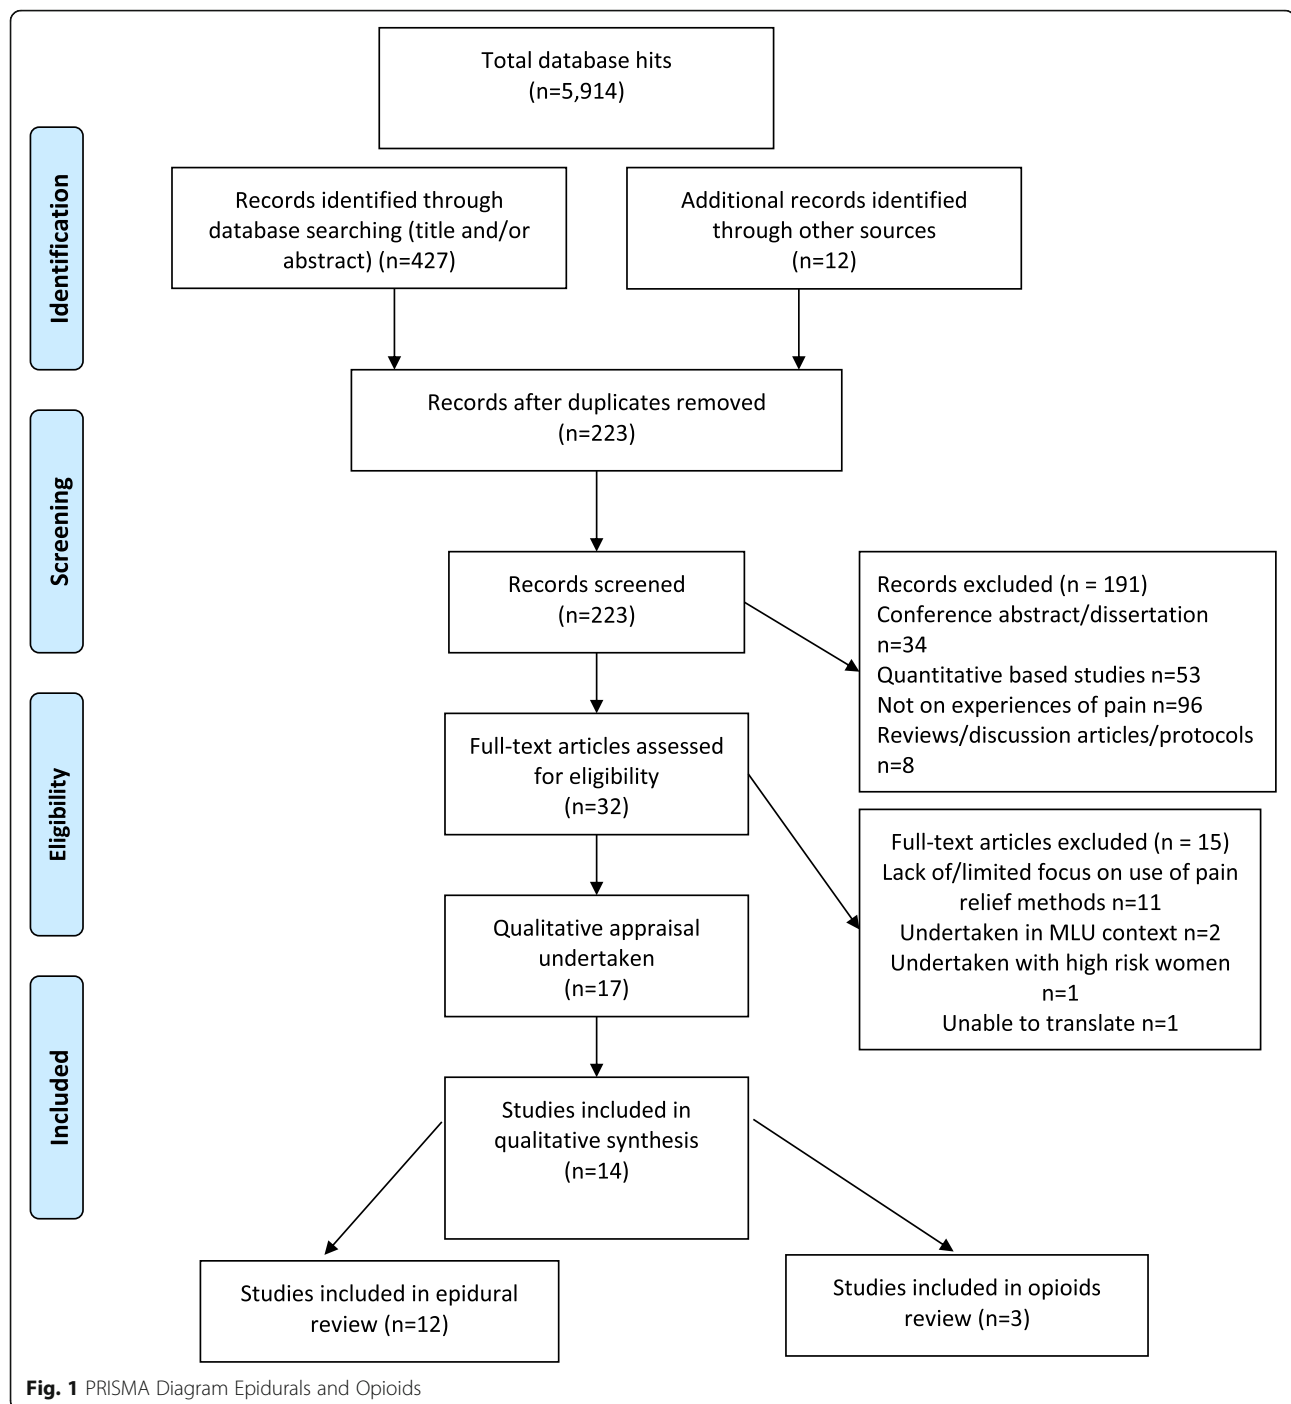 Total database hits
(n=5,914)
Identification
Records identified through
database searching (title and/or
abstract) (n=427)
Additional records identified
through other sources
(n=12)
Records after duplicates removed
(n=223)
Screening
Records screened
(n=223)
Records excluded (n = 191)
Conference abstract/dissertation
n=34
Quantitative based studies n=53
Not on experiences of pain n=96
Reviews/discussion articles/protocols
n=8
Eligibility
Full-text articles assessed
for eligibility
(n=32)
Full-text articles excluded (n = 15)
Lack of/limited focus on use of pain
relief methods n=11
Undertaken in MLU context n=2
Undertaken with high risk women
n=1
Unable to translate n=1
Qualitative appraisal
undertaken
(n=17)
Included
Studies included in
qualitative synthesis
(n=14)
Studies included in epidural
review (n=12)
Studies included in opioids
review (n=3)
Fig. 1 PRISMA Diagram Epidurals and Opioids